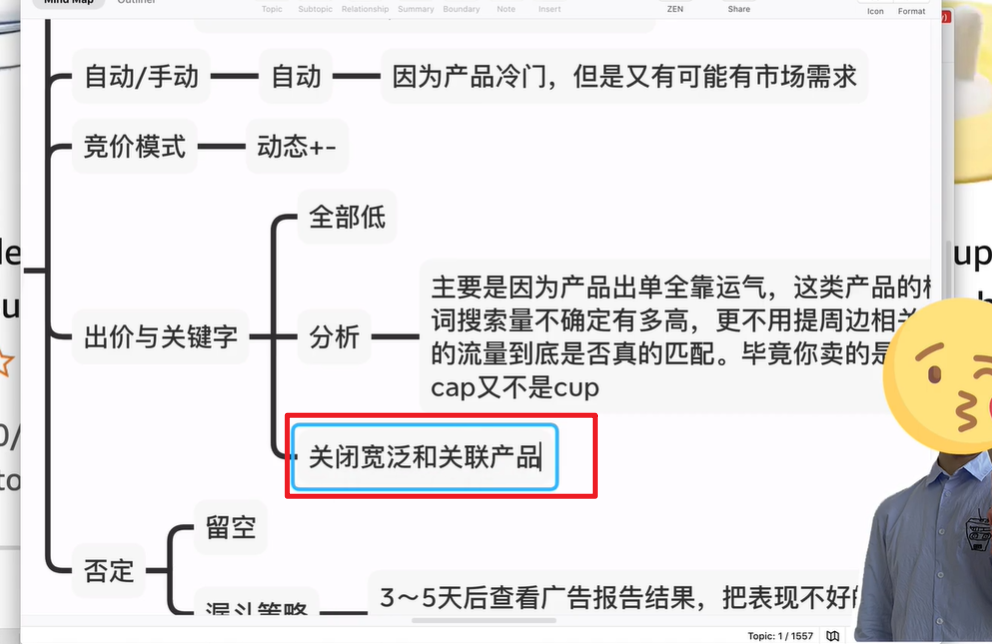 Mind Map
Outliner
Topic
Subtopic
Relationship
Summary
Boundary
Note
Insert
ZEN
Share
Icon
Format
自动/手动
自动
因为产品冷门，但是又有可能有市场需求
竞价模式
动态+-
全部低
出价与关键字
分析
主要是因为产品出单全靠运气，这类产品的
词搜索量不确定有多高，更不用提周边相关
的流量到底是否真的匹配。毕竟你卖的是
cap又不是cup
关闭宽泛和关联产品
否定
留空
漏斗策略
3～5天后查看广告报告结果，把表现不好的
up
Topic: 1 / 1557